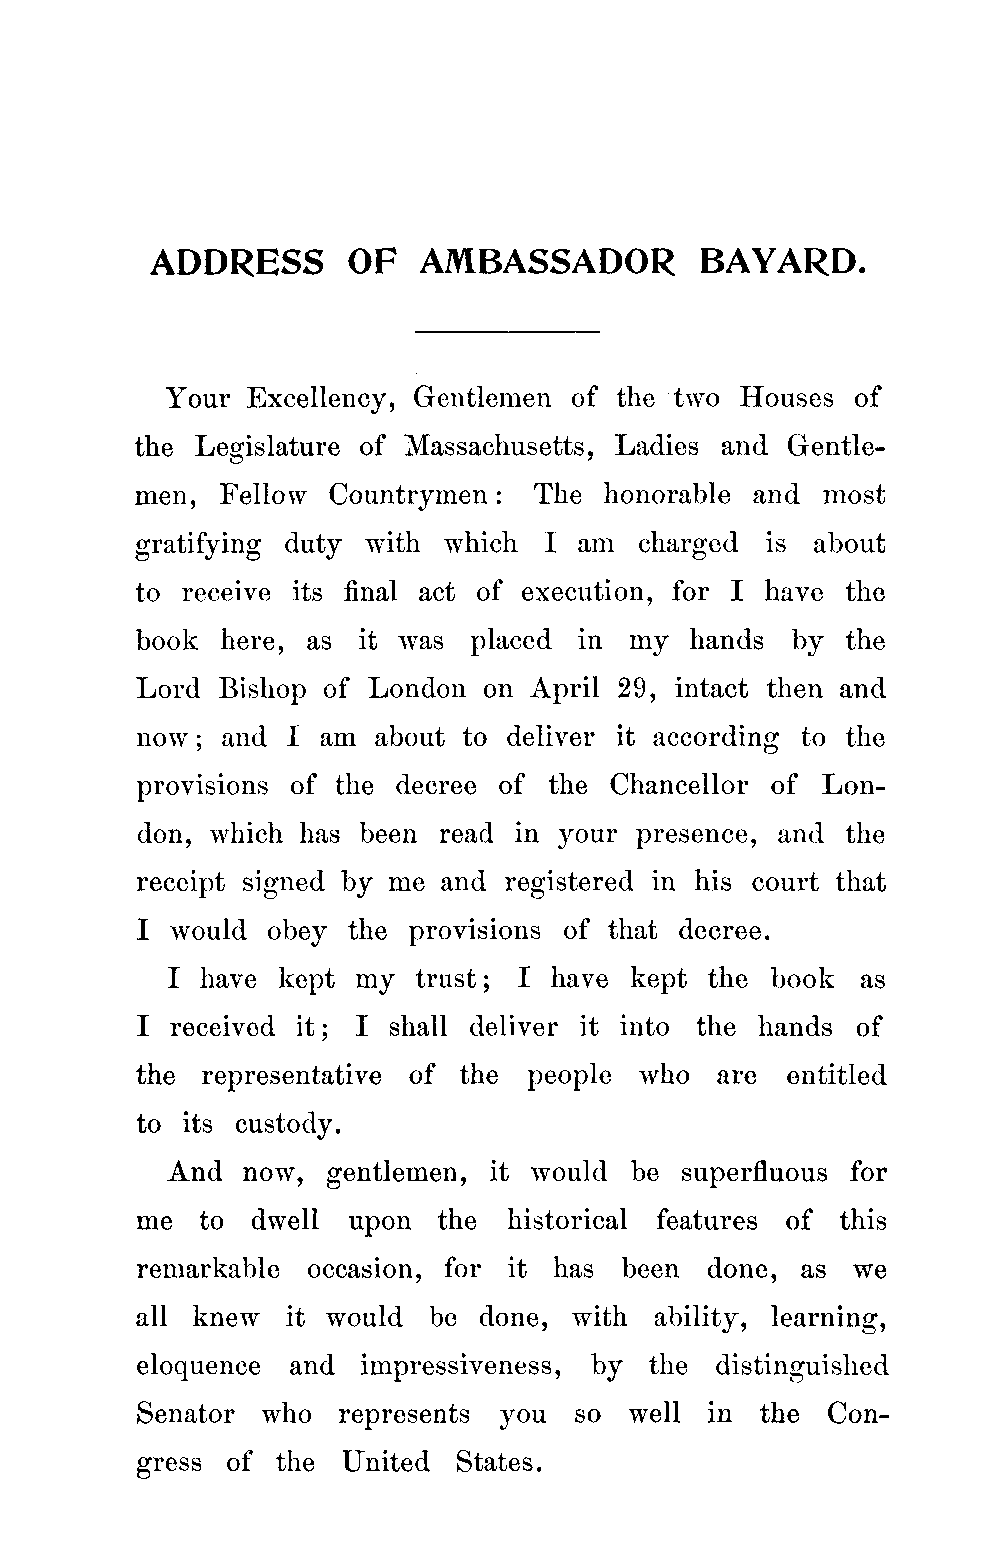 ADDRESS OF AMBASSADOR BAYARD.
Your Excellency, Gentlemen of the two Houses of
the Legislature of Massachusetts, Ladies and Gentle-
men, Fellow Countrymen: The honorable and most
gratifying duty with which I am charged is about
to receive its final act of execution, for I have the
book here, as it was placed in my hands by the
Lord Bishop of London on April 29, intact then and
now; and I am about to deliver it according to the
provisions of the decree of the Chancellor of Lon-
don, which has been read in your presence, and the
receipt signed by me and registered in his court that
I would obey the provisions of that decree.
I have kept my trust; I have kept the book as
I received it; I shall deliver it into the hands of
the representative of the people who are entitled
to its custody.
And now, gentlemen, it would be superfluous for
me to dwell upon the historical features of this
remarkable occasion, for it has been done, as we
all knew it would be done, with ability, learning,
eloquence and impressiveness, by the distinguished
Senator who represents you so well in the Con-
gress of the United States.